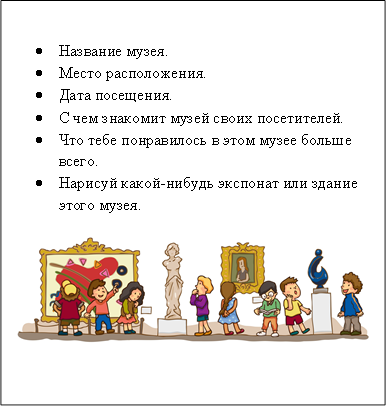 • Название музея.
• Место расположения.
• Дата посещения.
• С чем знакомит музей своих посетителей.
• Что тебе понравилось в этом музее больше
всего.
• Нарисуй какой-нибудь экспонат или здание
этого музея.